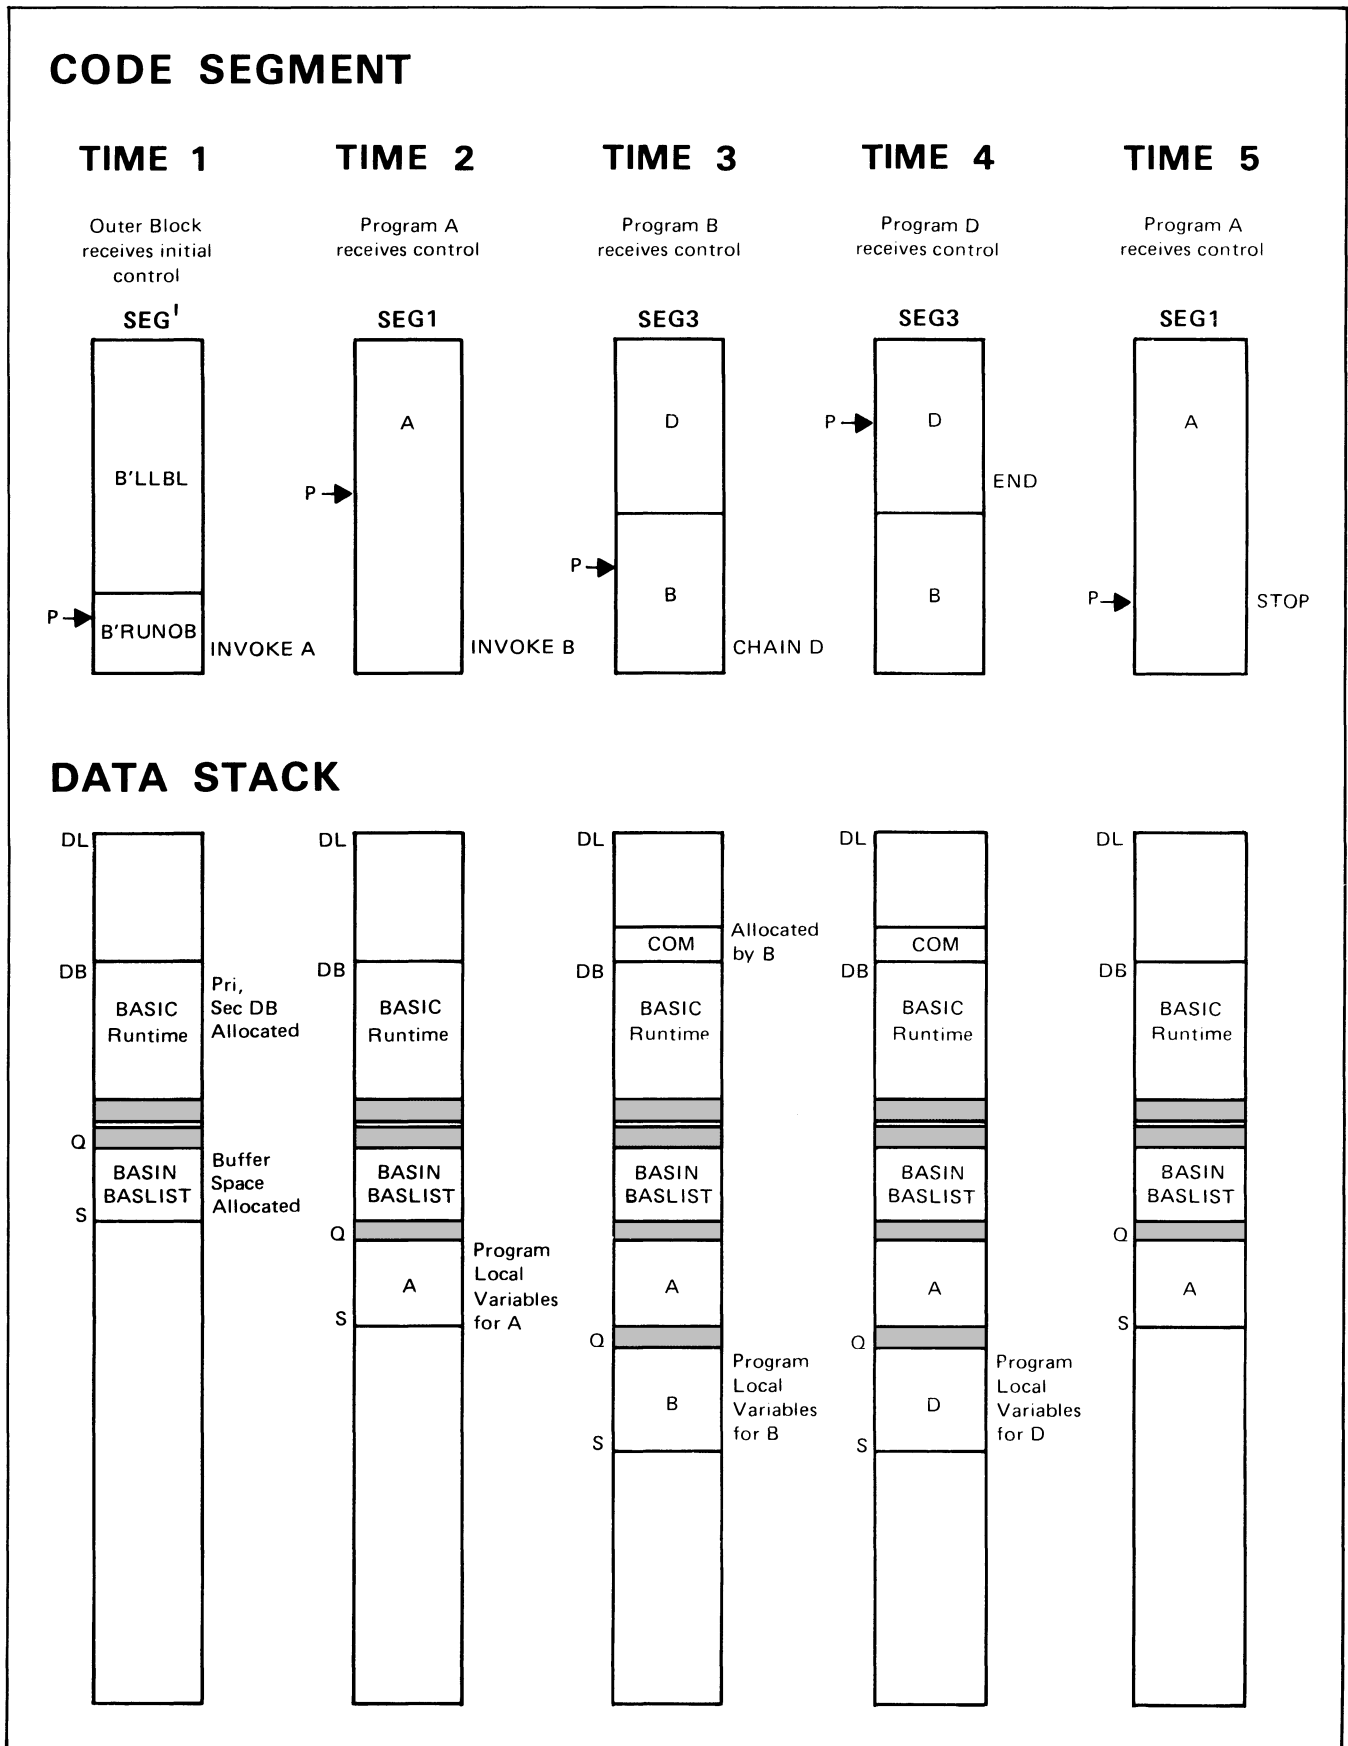 CODE SEGMENT
TIME 1
TIME 2
TIME 3
TIME 4
TIME 5
Outer Block
receives initial
control
Program A
receives control
Program B
receives control
Program D
receives control
Program A
receives control
SEG'
SEG1
SEG3
SEG3
SEG1
B'LLBL
P
B'RUNOB
INVOKE A
A
P
INVOKE B
D
P
B
CHAIN D
P
D
END
B
A
P
STOP
DATA STACK
DL
DB
BASIC
Runtime
Pri,
Sec DB
Allocated
Q
BASIN
BASLIST
Buffer
Space
Allocated
S
DL
DB
BASIC
Runtime
BASIN
BASLIST
Q
A
Program
Local
Variables
for A
S
DL
COM
Allocated
by B
DB
BASIC
Runtime
BASIN
BASLIST
A
Q
B
Program
Local
Variables
for B
S
DL
COM
DB
BASIC
Runtime
BASIN
BASLIST
A
Q
D
Program
Local
Variables
for D
S
DL
DB
BASIC
Runtime
BASIN
BASLIST
Q
A
S